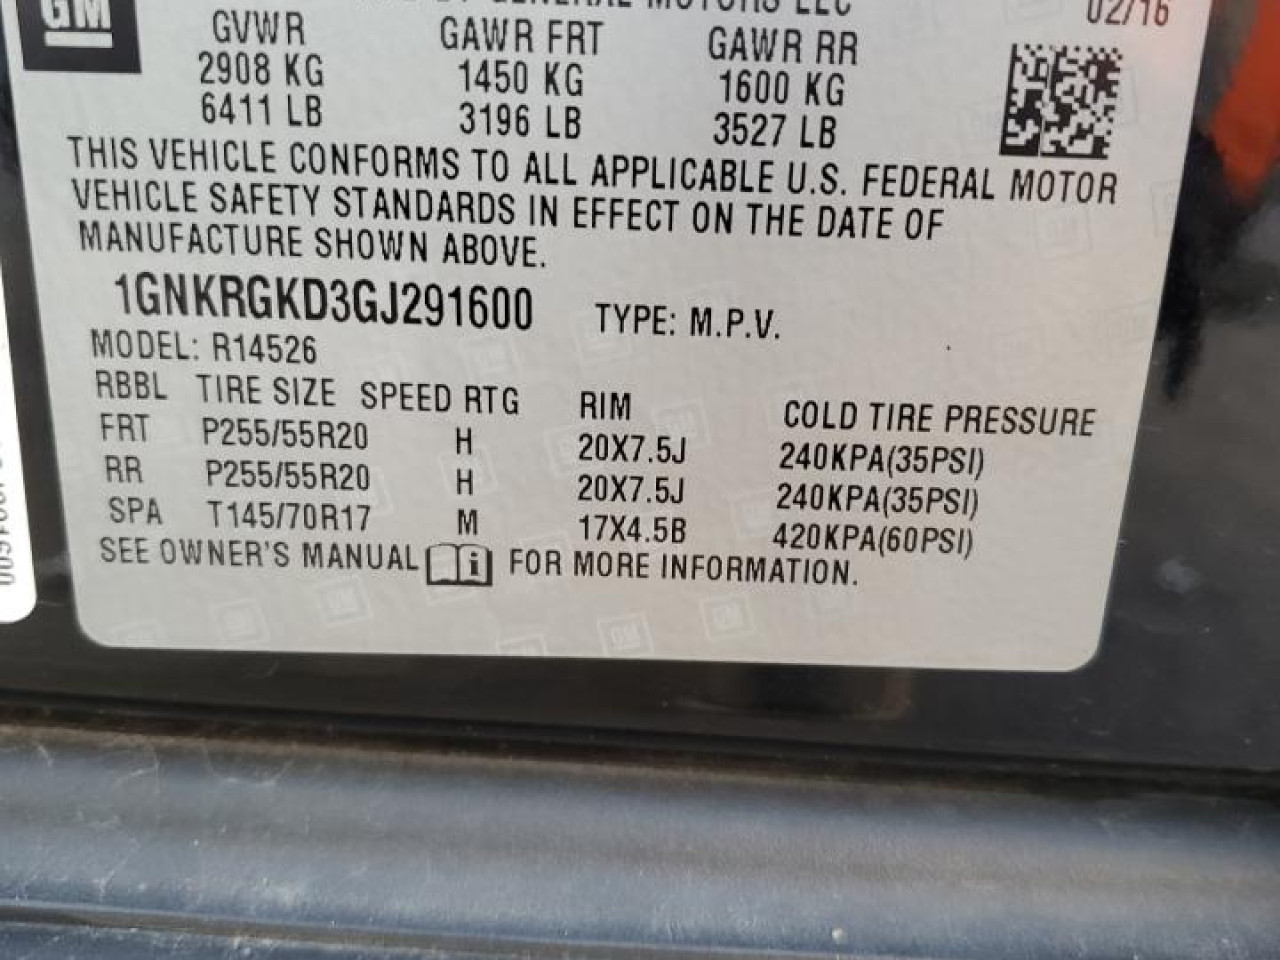 GM
GENERAL MOTORS LLC
02/16
GVWR GAWR FRT GAWR RR
2908 KG 1450 KG 1600 KG
6411 LB 3196 LB 3527 LB
THIS VEHICLE CONFORMS TO ALL APPLICABLE U.S. FEDERAL MOTOR
VEHICLE SAFETY STANDARDS IN EFFECT ON THE DATE OF
MANUFACTURE SHOWN ABOVE.
1GNKRGKD3GJ291600 TYPE: M.P.V.
MODEL: R14526
RBBL TIRE SIZE SPEED RTG RIM COLD TIRE PRESSURE
FRT P255/55R20 H 20X7.5J 240KPA(35PSI)
RR P255/55R20 H 20X7.5J 240KPA(35PSI)
SPA T145/70R17 M 17X4.5B 420KPA(60PSI)
SEE OWNER'S MANUAL i FOR MORE INFORMATION.